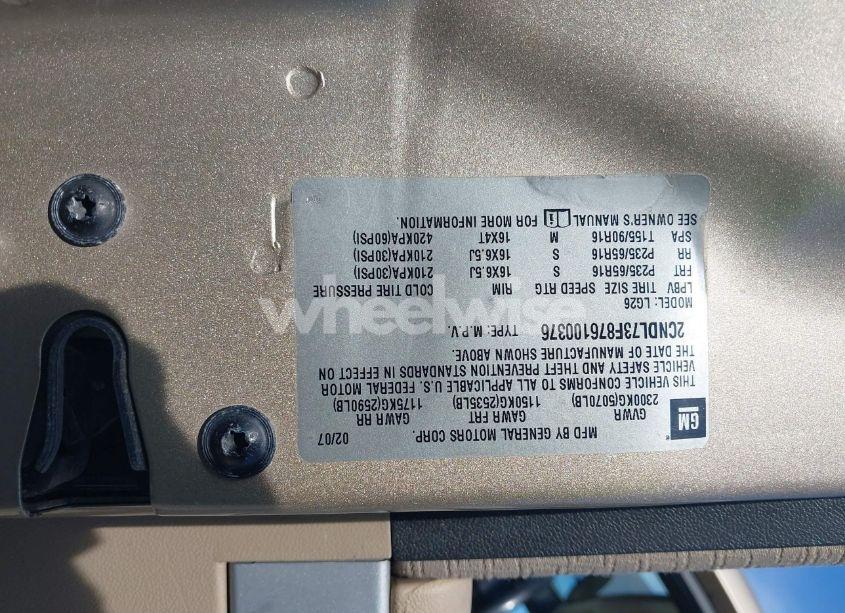 GM
MFD BY GENERAL MOTORS CORP. 02/07
GVWR GAWR FRT GAWR RR
2300KG(5070LB) 1150KG(2535LB) 1175KG(2590LB)
THIS VEHICLE CONFORMS TO ALL APPLICABLE U.S. FEDERAL MOTOR
VEHICLE SAFETY AND THEFT PREVENTION STANDARDS IN EFFECT ON
THE DATE OF MANUFACTURE SHOWN ABOVE.
2CNDL73F876100376 TYPE: M.P.V.
MODEL: LG26
LPBV TIRE SIZE SPEED RTG RIM COLD TIRE PRESSURE
FRT P235/65R16 S 16X6.5J 210KPA(30PSI)
RR P235/65R16 S 16X6.5J 210KPA(30PSI)
SPA T155/90R16 M 16X4T 420KPA(60PSI)
SEE OWNER'S MANUAL FOR MORE INFORMATION.
wheelwise